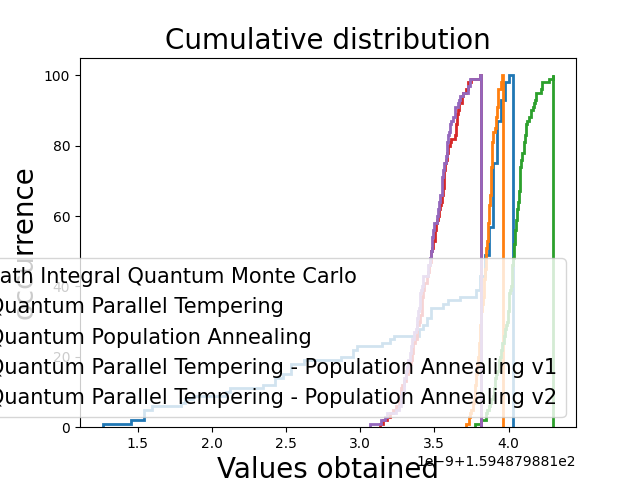 Cumulative distribution
100
80
60
40
20
0
ath Integral Quantum Monte Carlo
Quantum Parallel Tempering
Quantum Population Annealing
Quantum Parallel Tempering - Population Annealing v1
Quantum Parallel Tempering - Population Annealing v2
1.5 2.0 2.5 3.0 3.5 4.0
1e−9+1.594879881e2
Values obtained